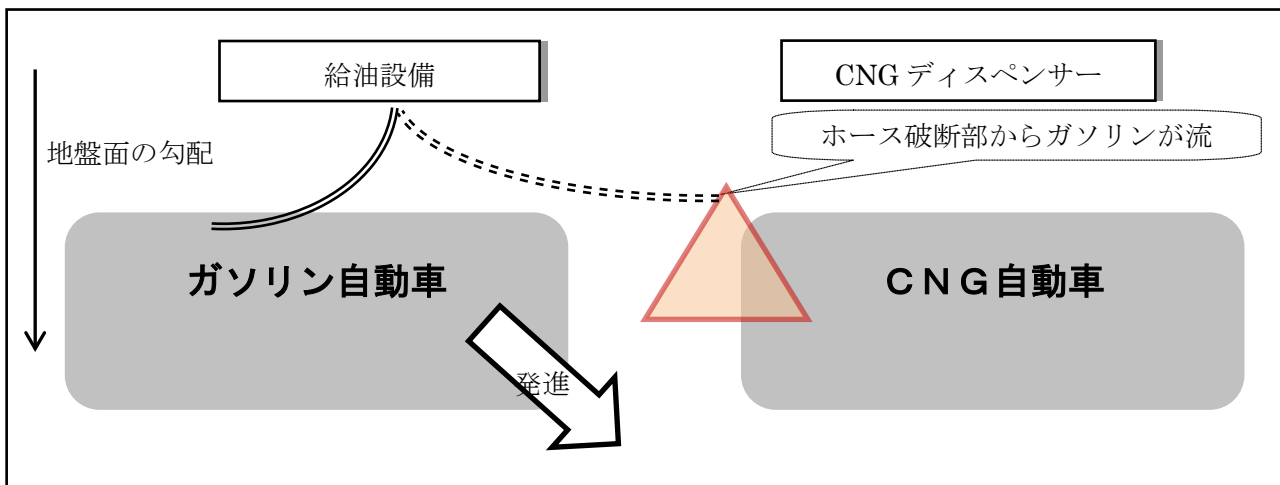 給油設備
CNG ディスペンサー
ホース破断部からガソリンが流
地盤面の勾配
ガソリン自動車
ＣＮＧ自動車
発進